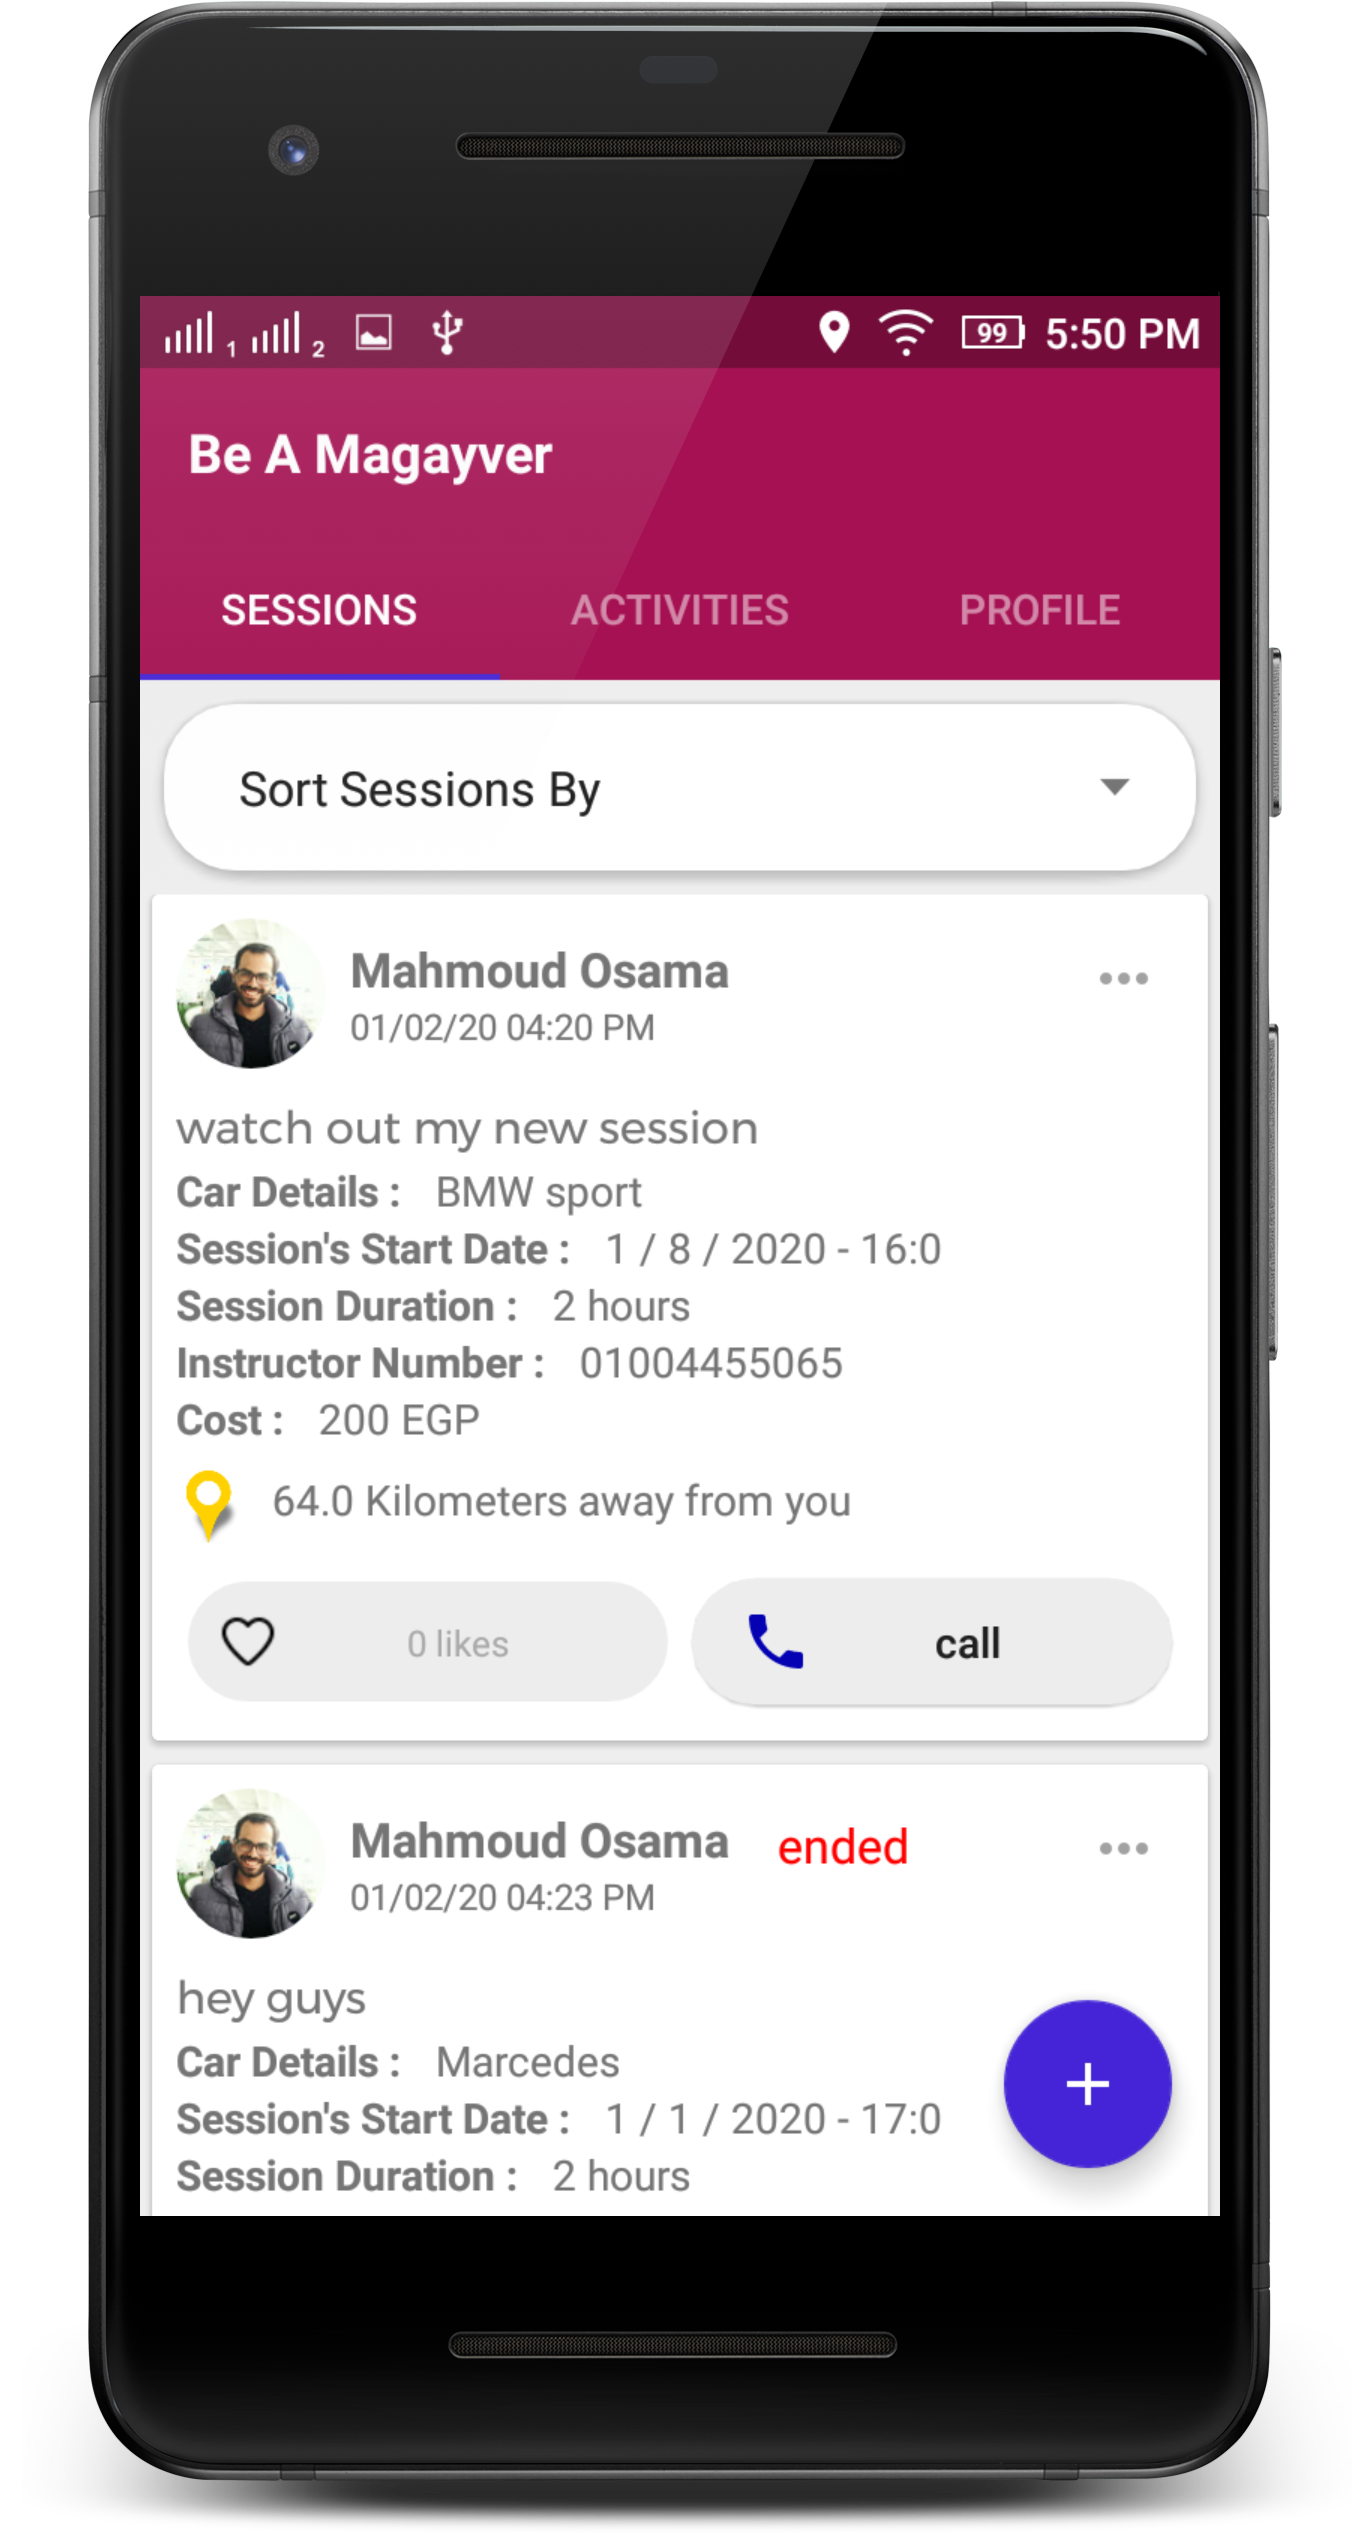 1 2 99 5:50 PM
Be A Magayver
SESSIONS ACTIVITIES PROFILE
Sort Sessions By
Mahmoud Osama
01/02/20 04:20 PM
watch out my new session
Car Details : BMW sport
Session's Start Date : 1 / 8 / 2020 - 16:0
Session Duration : 2 hours
Instructor Number : 01004455065
Cost : 200 EGP
64.0 Kilometers away from you
0 likes call
Mahmoud Osama ended
01/02/20 04:23 PM
hey guys
Car Details : Marcedes
Session's Start Date : 1 / 1 / 2020 - 17:0
Session Duration : 2 hours